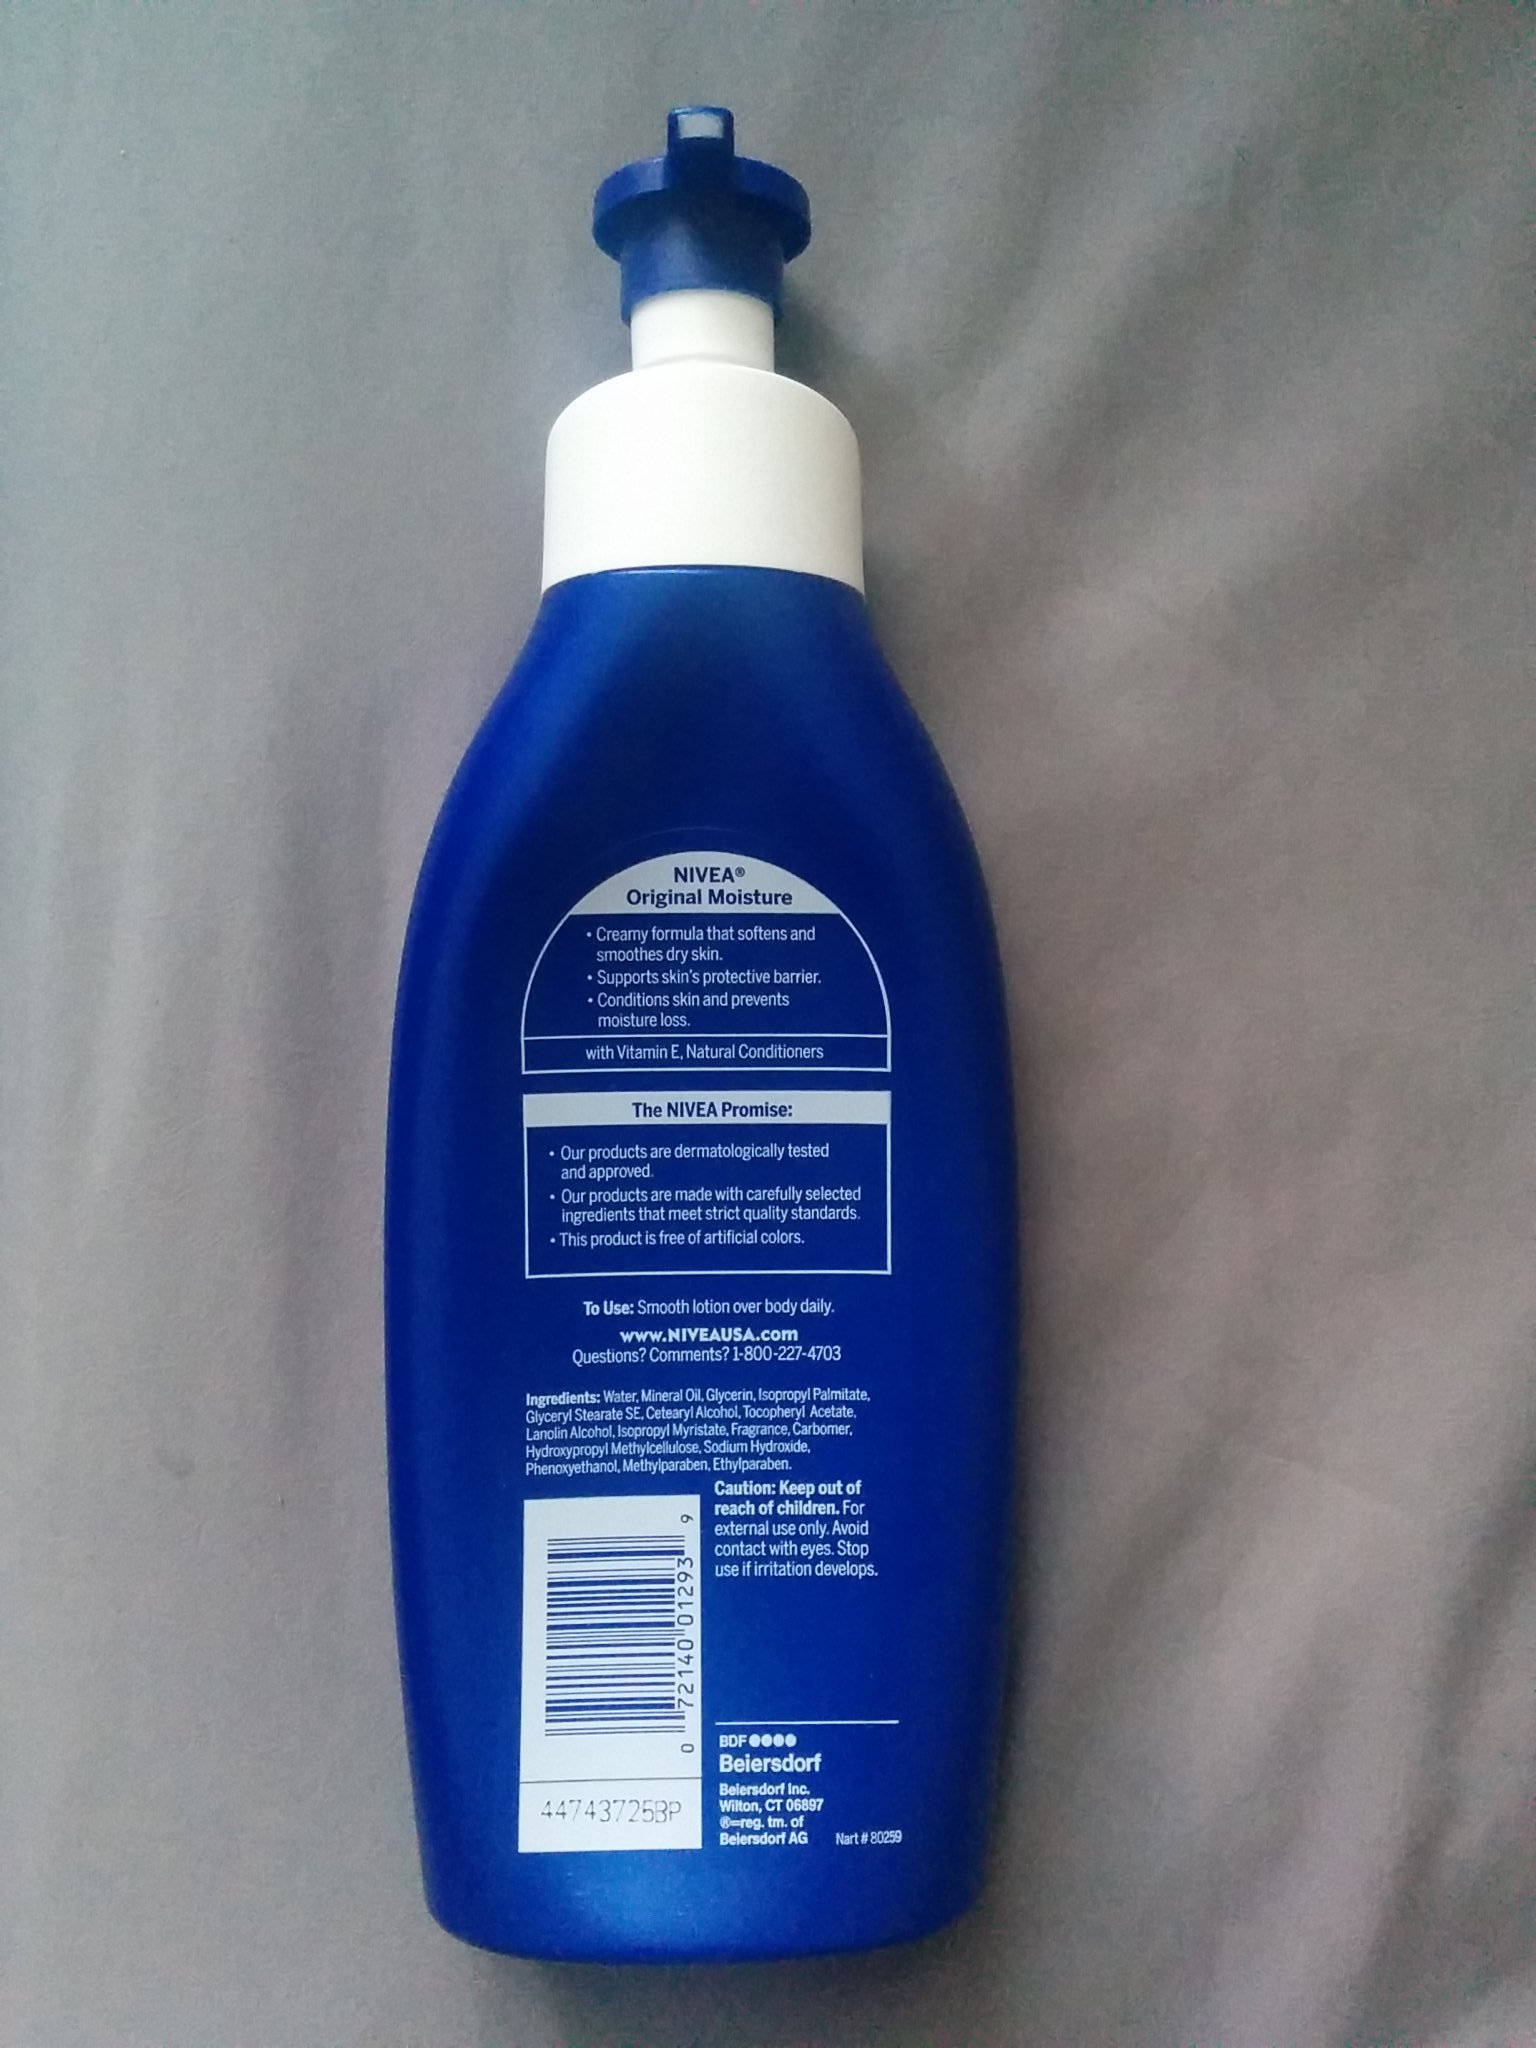 NIVEA®
Original Moisture
• Creamy formula that softens and
smoothes dry skin.
• Supports skin's protective barrier.
• Conditions skin and prevents
moisture loss.
with Vitamin E, Natural Conditioners
The NIVEA Promise:
• Our products are dermatologically tested
and approved.
• Our products are made with carefully selected
ingredients that meet strict quality standards.
• This product is free of artificial colors.
To Use: Smooth lotion over body daily.
www.NIVEAUSA.com
Questions? Comments? 1-800-227-4703
Ingredients: Water, Mineral Oil, Glycerin, Isopropyl Palmitate,
Glyceryl Stearate SE, Cetearyl Alcohol, Tocopheryl Acetate,
Lanolin Alcohol, Isopropyl Myristate, Fragrance, Carbomer,
Hydroxypropyl Methylcellulose, Sodium Hydroxide,
Phenoxyethanol, Methylparaben, Ethylparaben.
Caution: Keep out of
reach of children. For
external use only. Avoid
contact with eyes. Stop
use if irritation develops.
0 72140 01293 9
44743725BP
BDF ●●●●
Beiersdorf
Beiersdorf Inc.
Wilton, CT 06897
®=reg. tm. of
Beiersdorf AG Nart # 80259